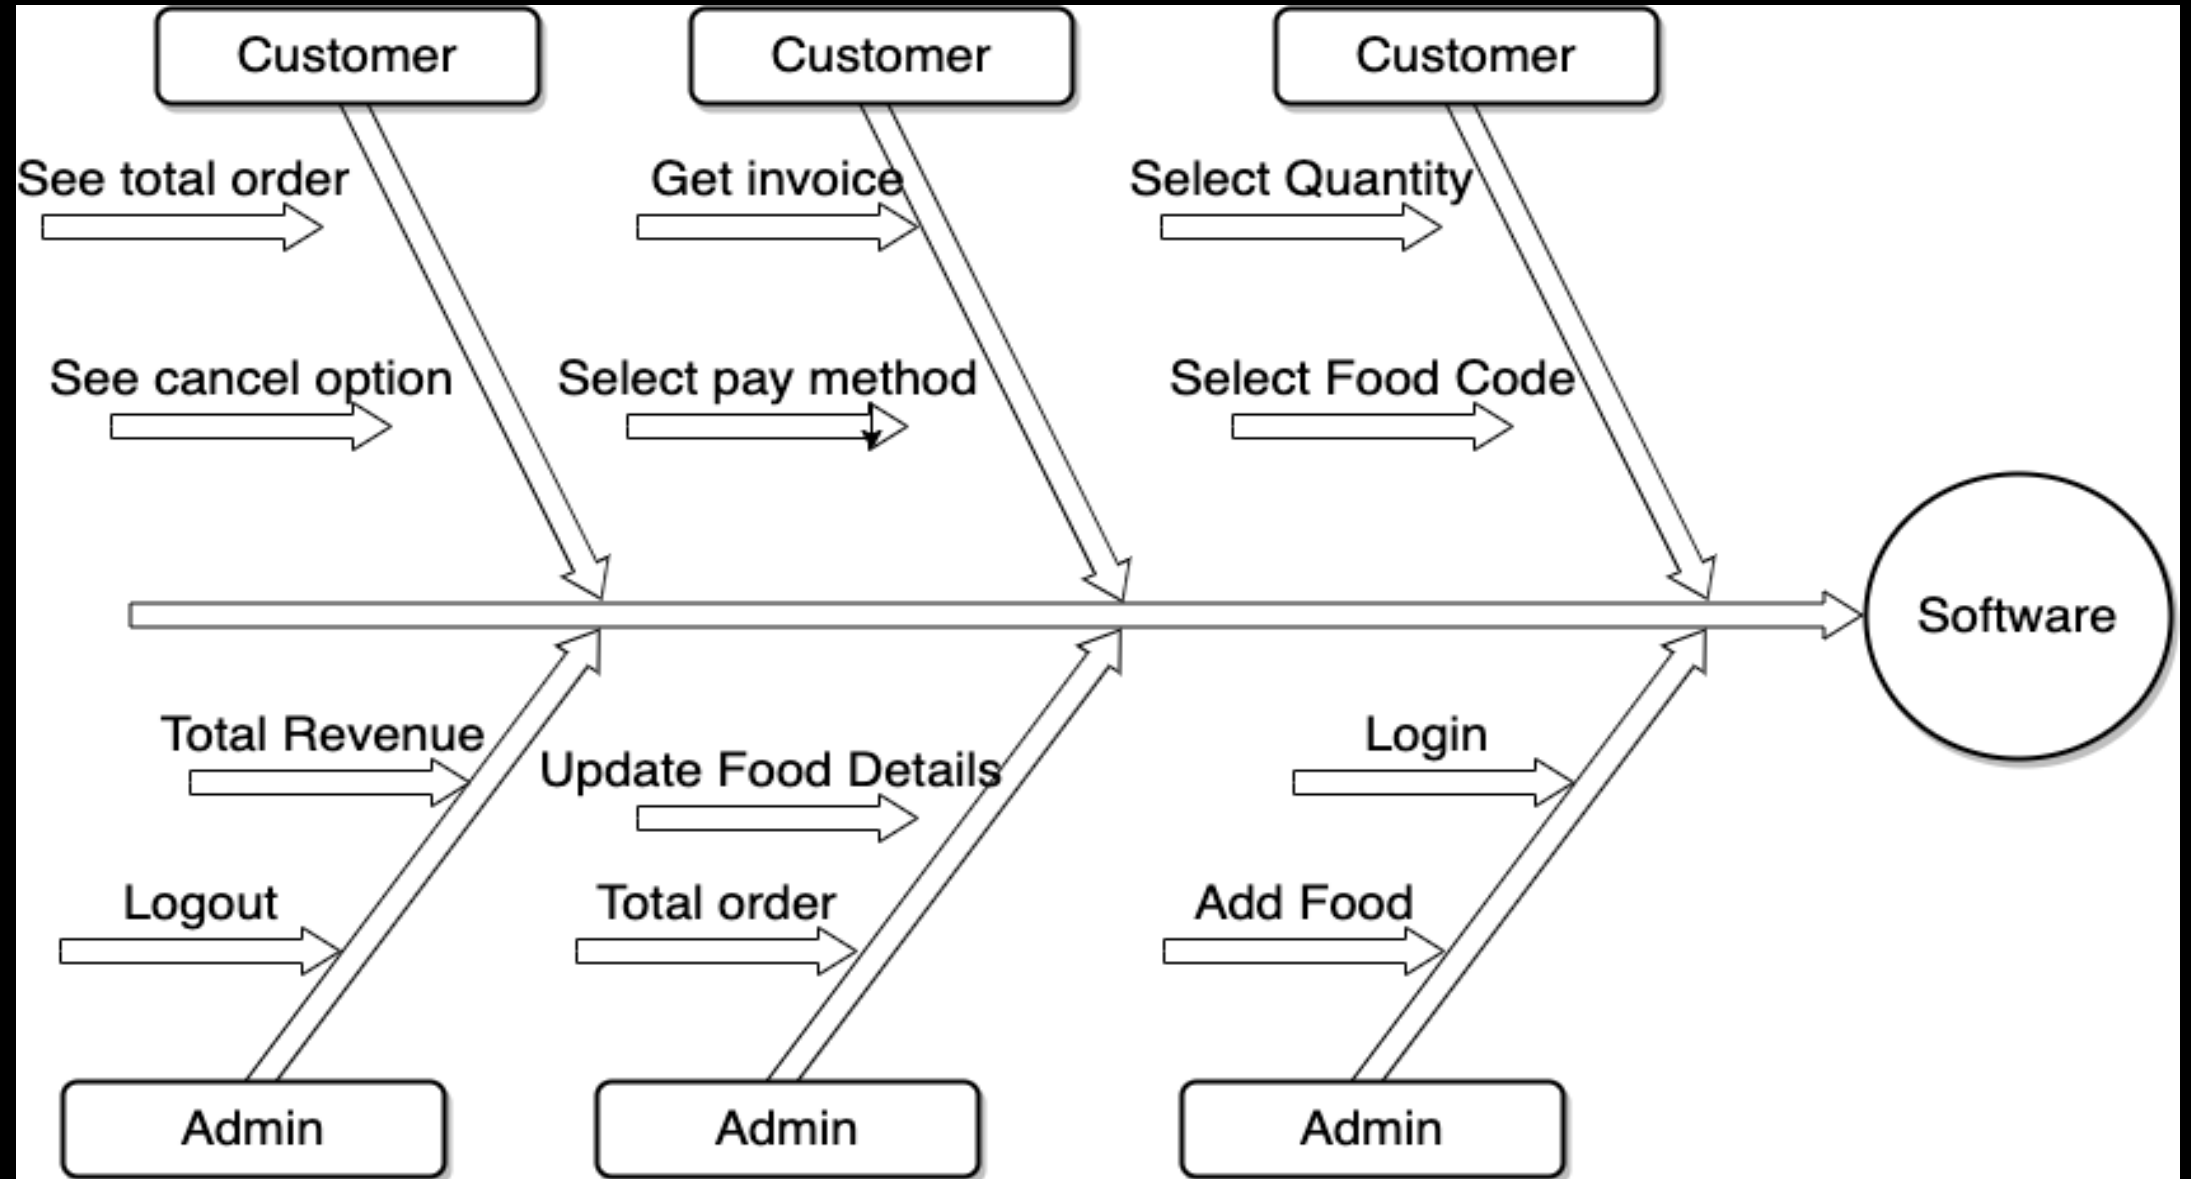 Customer
Customer
Customer
See total order
Get invoice
Select Quantity
See cancel option
Select pay method
Select Food Code
Software
Total Revenue
Update Food Details
Login
Logout
Total order
Add Food
Admin
Admin
Admin